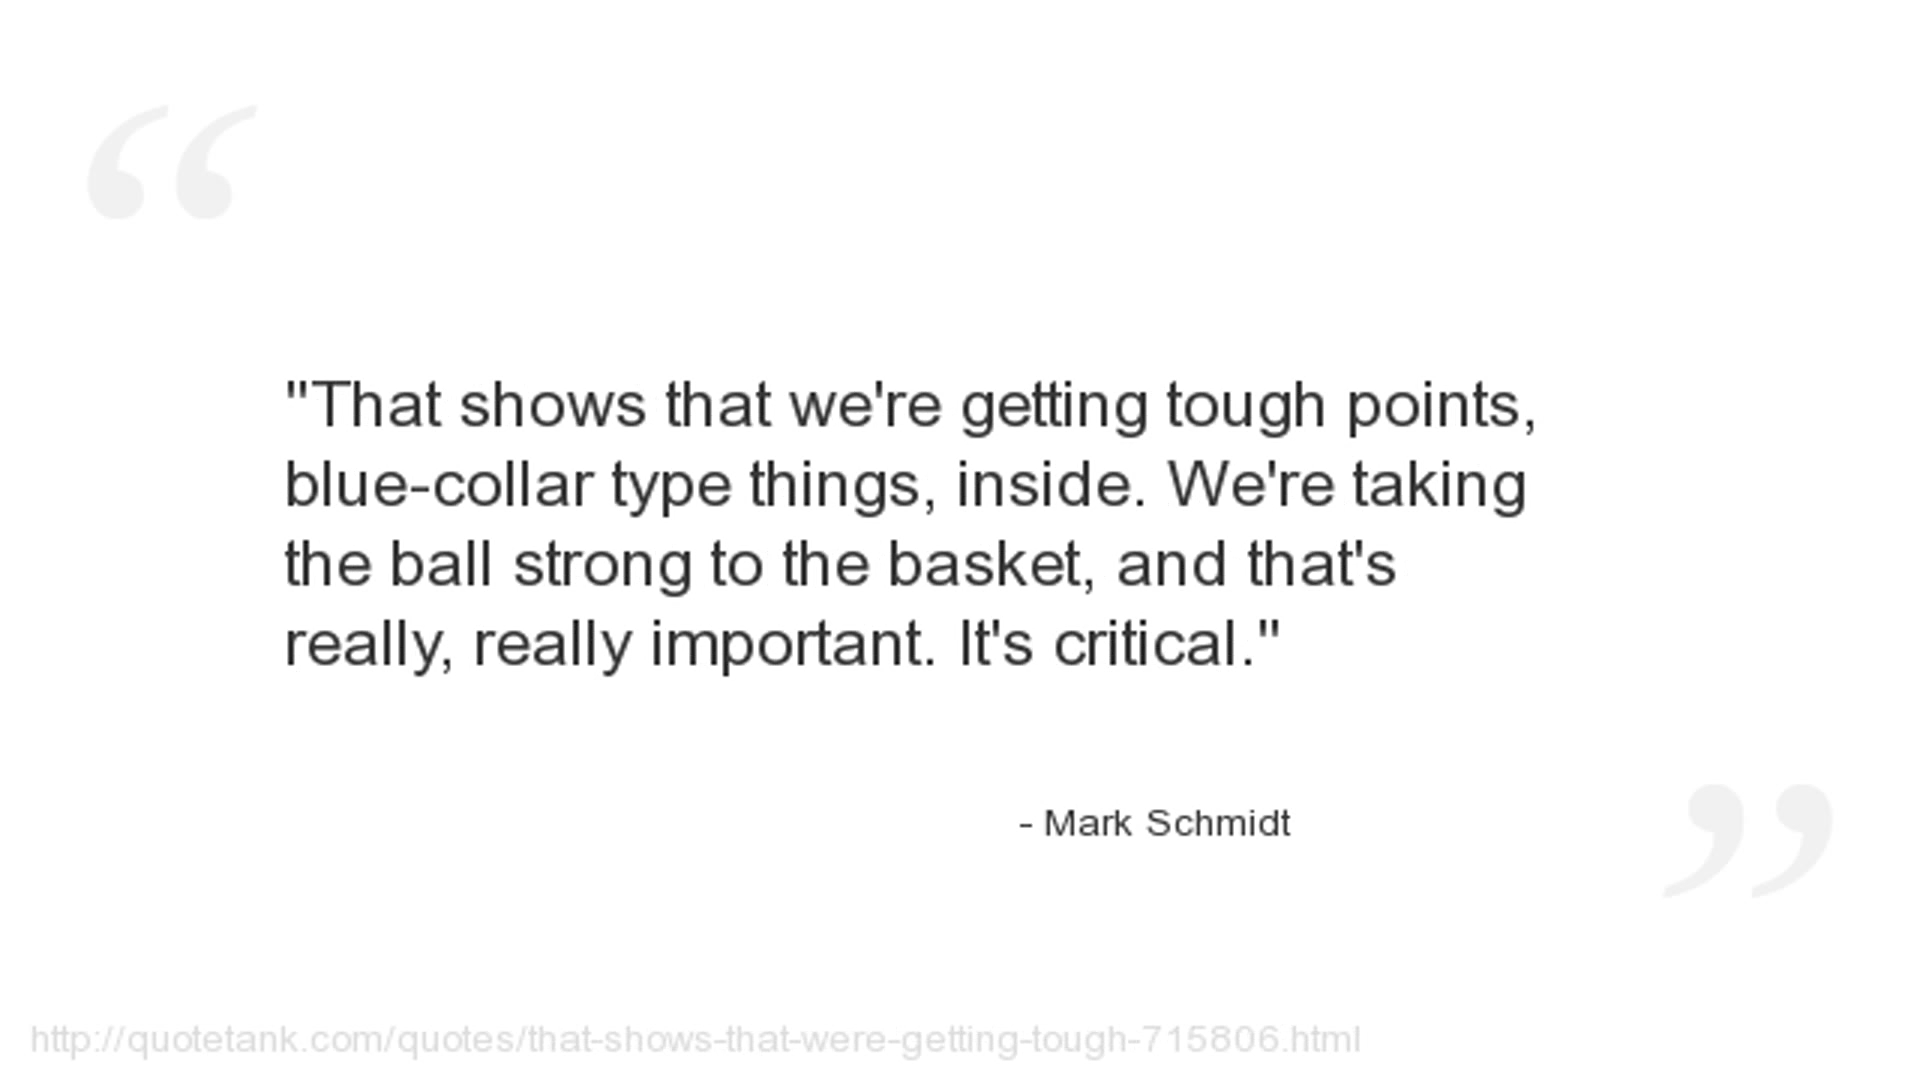 "That shows that we're getting tough points,
blue-collar type things, inside. We're taking
the ball strong to the basket, and that's
really, really important. It's critical."
- Mark Schmidt
http://quotetank.com/quotes/that-shows-that-were-getting-tough-715806.html